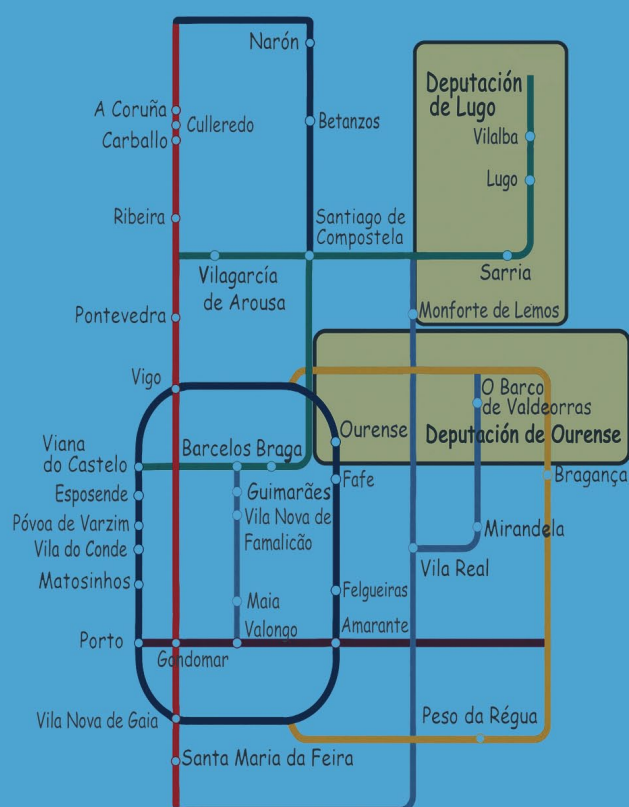 Narón
Deputación
de Lugo
A Coruña
Culleredo
Carballo
Betanzos
Vilalba
Lugo
Ribeira
Santiago de
Compostela
Vilagarcía
de Arousa
Sarria
Pontevedra
Monforte de Lemos
Vigo
O Barco
de Valdeorras
Ourense
Deputación de Ourense
Viana
do Castelo
Barcelos
Braga
Bragança
Esposende
Guimarães
Fafe
Póvoa de Varzim
Vila Nova de
Famalicão
Mirandela
Vila do Conde
Vila Real
Matosinhos
Maia
Felgueiras
Porto
Gondomar
Valongo
Amarante
Vila Nova de Gaia
Peso da Régua
Santa Maria da Feira